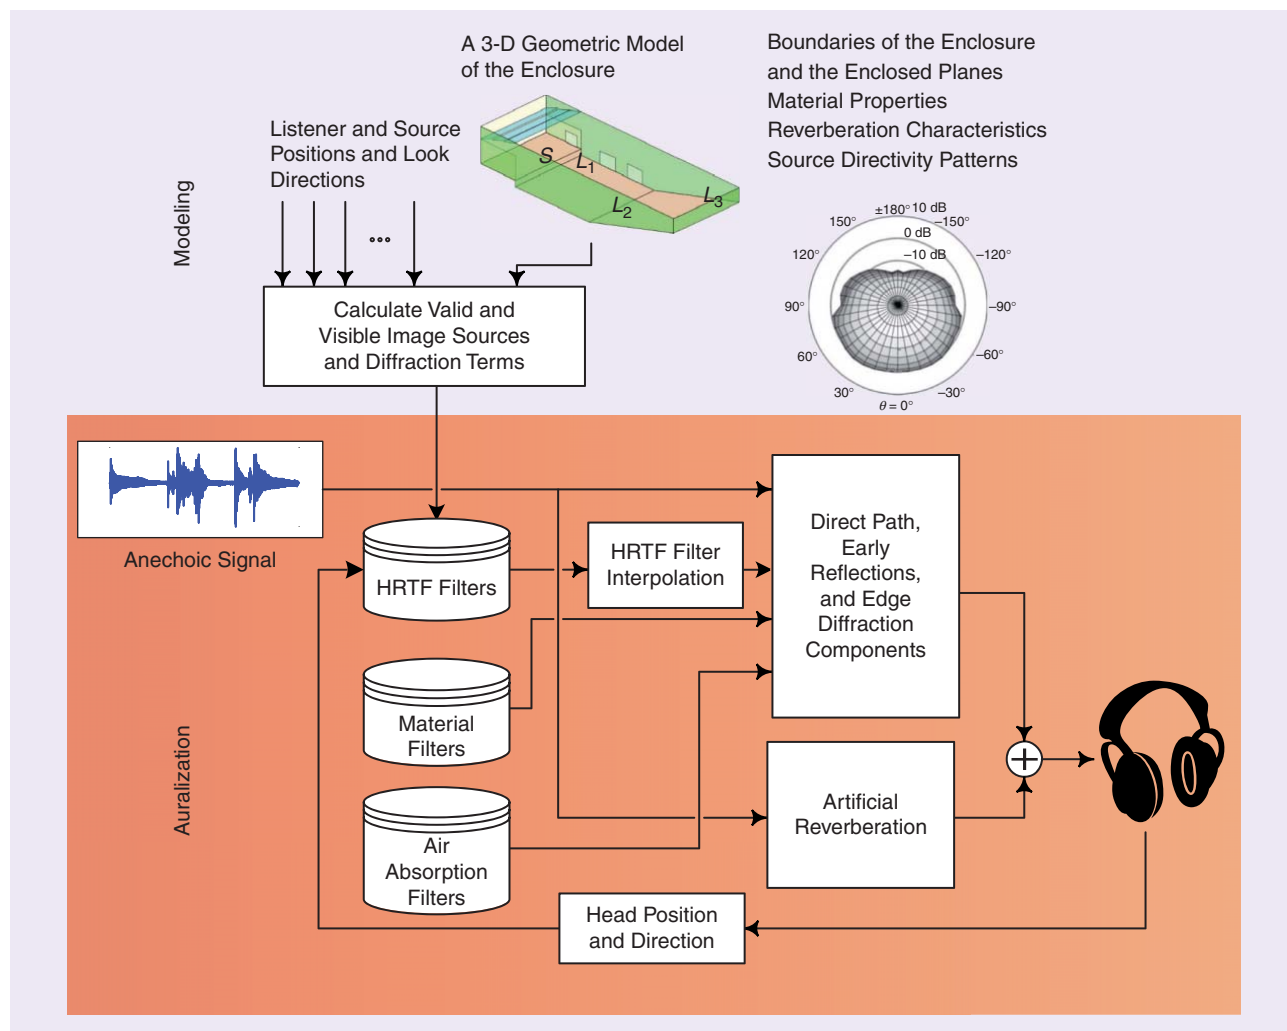 A 3-D Geometric Model
of the Enclosure
Boundaries of the Enclosure
and the Enclosed Planes
Material Properties
Reverberation Characteristics
Source Directivity Patterns
Listener and Source
Positions and Look
Directions
Modeling
S
L1
L2
L3
±180°
10 dB
150°
–150°
0 dB
–10 dB
120°
–120°
90°
–90°
60°
–60°
30°
–30°
θ = 0°
Calculate Valid and
Visible Image Sources
and Diffraction Terms
Anechoic Signal
HRTF Filters
HRTF Filter
Interpolation
Direct Path,
Early
Reflections,
and Edge
Diffraction
Components
Material
Filters
Auralization
Air
Absorption
Filters
Artificial
Reverberation
Head Position
and Direction